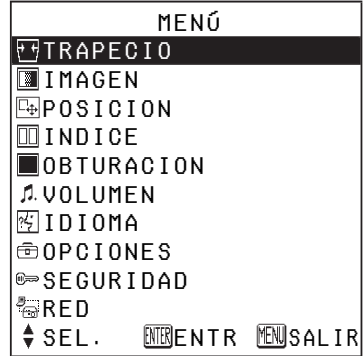 MENÚ
TRAPECIO
IMAGEN
POSICION
INDICE
OBTURACION
VOLUMEN
IDIOMA
OPCIONES
SEGURIDAD
RED
SEL. ENTER ENTR MENU SALIR